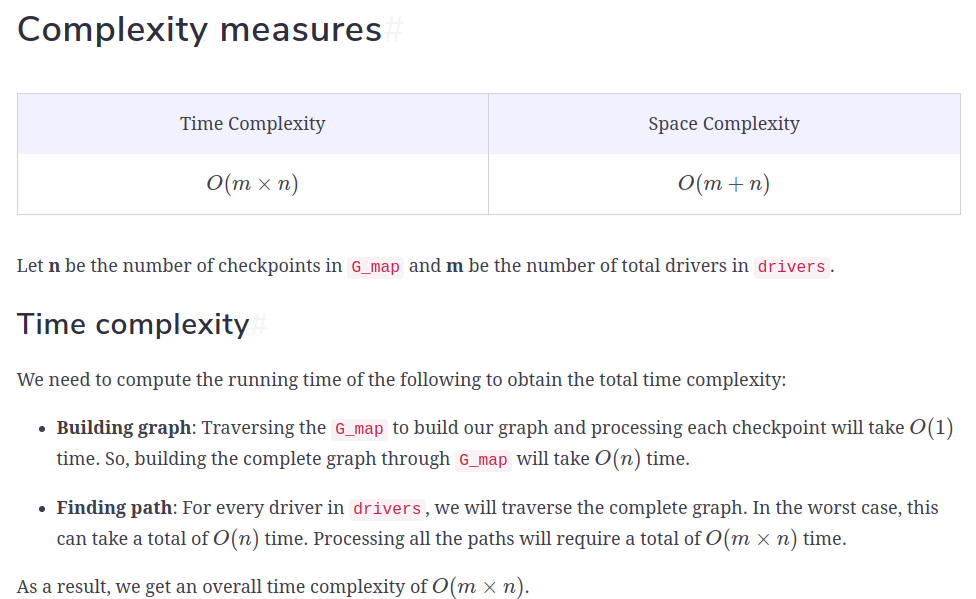 Complexity measures#
Time Complexity Space Complexity
O(m × n) O(m + n)
Let n be the number of checkpoints in G_map and m be the number of total drivers in drivers.
Time complexity#
We need to compute the running time of the following to obtain the total time complexity:
• Building graph: Traversing the G_map to build our graph and processing each checkpoint will take O(1)
time. So, building the complete graph through G_map will take O(n) time.
• Finding path: For every driver in drivers, we will traverse the complete graph. In the worst case, this
can take a total of O(n) time. Processing all the paths will require a total of O(m × n) time.
As a result, we get an overall time complexity of O(m × n).